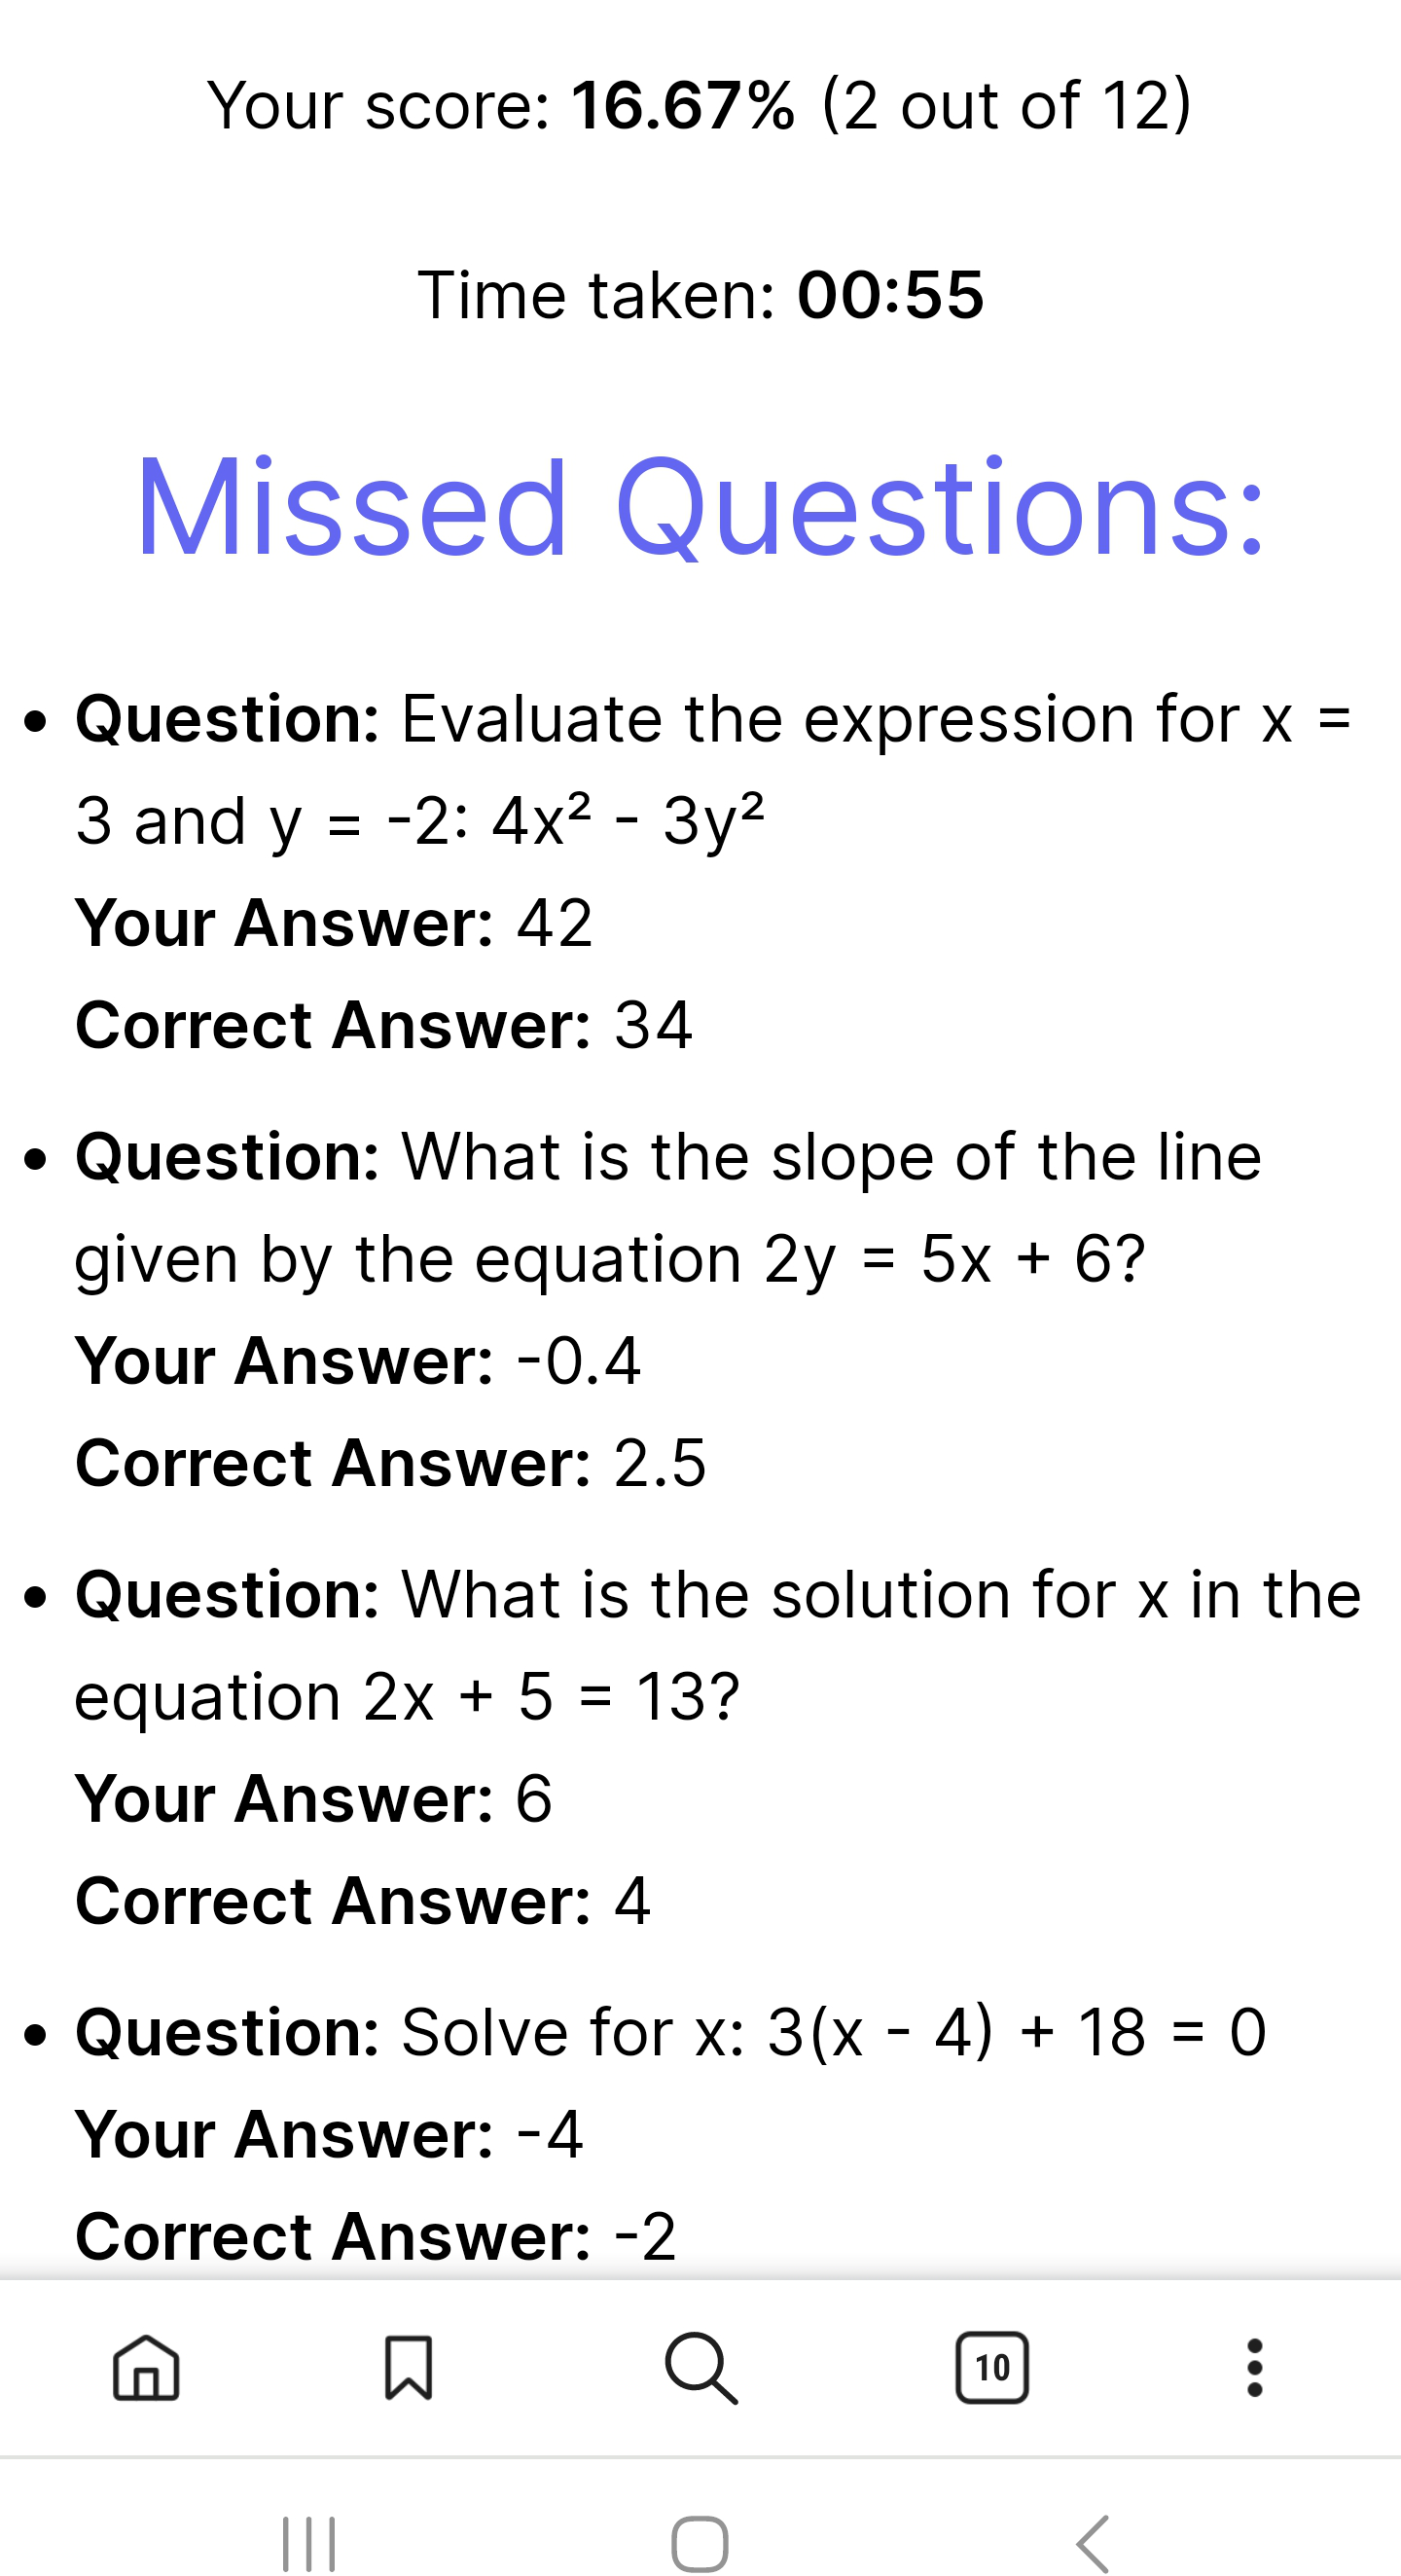 Your score: 16.67% (2 out of 12)
Time taken: 00:55
Missed Questions:
• Question: Evaluate the expression for x =
3 and y = -2: 4x² - 3y²
Your Answer: 42
Correct Answer: 34
• Question: What is the slope of the line
given by the equation 2y = 5x + 6?
Your Answer: -0.4
Correct Answer: 2.5
• Question: What is the solution for x in the
equation 2x + 5 = 13?
Your Answer: 6
Correct Answer: 4
• Question: Solve for x: 3(x - 4) + 18 = 0
Your Answer: -4
Correct Answer: -2
10